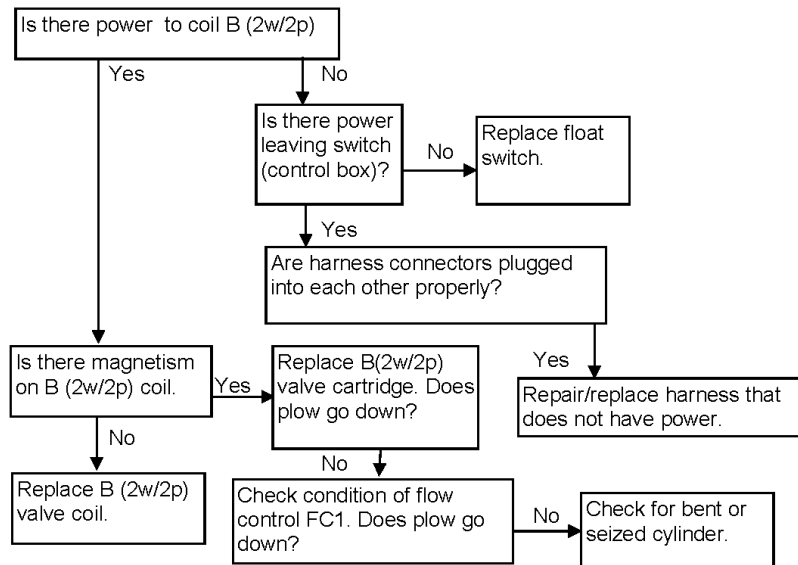 Is there power to coil B (2w/2p)
Yes
No
Is there power
leaving switch
(control box)?
No
Replace float
switch.
Yes
Are harness connectors plugged
into each other properly?
Yes
Repair/replace harness that
does not have power.
Is there magnetism
on B (2w/2p) coil.
Yes
Replace B(2w/2p)
valve cartridge. Does
plow go down?
No
Replace B (2w/2p)
valve coil.
No
Check condition of flow
control FC1. Does plow go
down?
No
Check for bent or
seized cylinder.